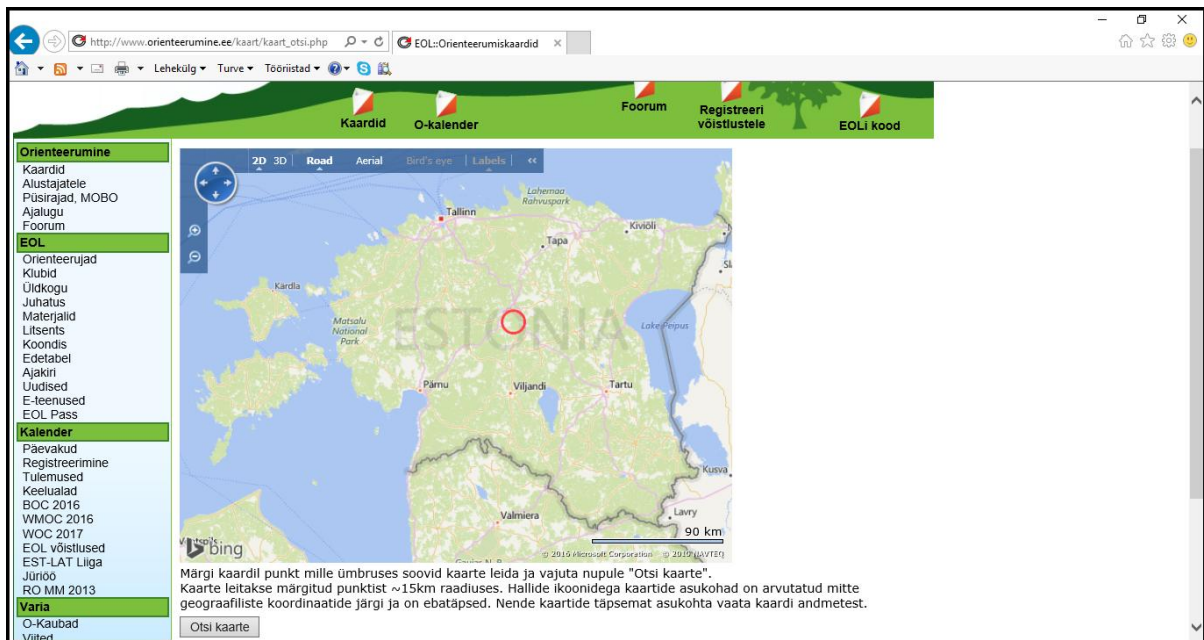 http://www.orienteerumine.ee/kaart/kaart_otsi.php
EOL::Orienteerumiskaardid
Lehekülg
Turve
Tööriistad
Kaardid
O-kalender
Foorum
Registreeri
võistlustele
EOLi kood
Orienteerumine
Kaardid
Alustajatele
Püsirajad, MOBO
Ajalugu
Foorum
EOL
Orienteerujad
Klubid
Üldkogu
Juhatus
Materjalid
Litsents
Koondis
Edetabel
Ajakiri
Uudised
E-teenused
EOL Pass
Kalender
Päevakud
Registreerimine
Tulemused
Keelualad
BOC 2016
WMOC 2016
WOC 2017
EOL võistlused
EST-LAT Liiga
Jüriöö
RO MM 2013
Varia
O-Kaubad
Viited
2D 3D Road Aerial Bird's eye Labels «
Lahemaa
Rahvuspark
Tallinn
Kiviõli
Tapa
Kardla
Matsalu
National
Park
ESTONIA
Lake Peipus
Pärnu
Viljandi
Tartu
Kusva
Valmiera
Lavry
90 km
bing
© 2016 Microsoft Corporation
NAVTEQ
Märgi kaardil punkt mille ümbruses soovid kaarte leida ja vajuta nupule "Otsi kaarte".
Kaarte leitakse märgitud punktist ~15km raadiuses. Hallide ikoonidega kaartide asukohad on arvutatud mitte
geograafiliste koordinaatide järgi ja on ebatäpsed. Nende kaartide täpsemat asukohta vaata kaardi andmetest.
Otsi kaarte